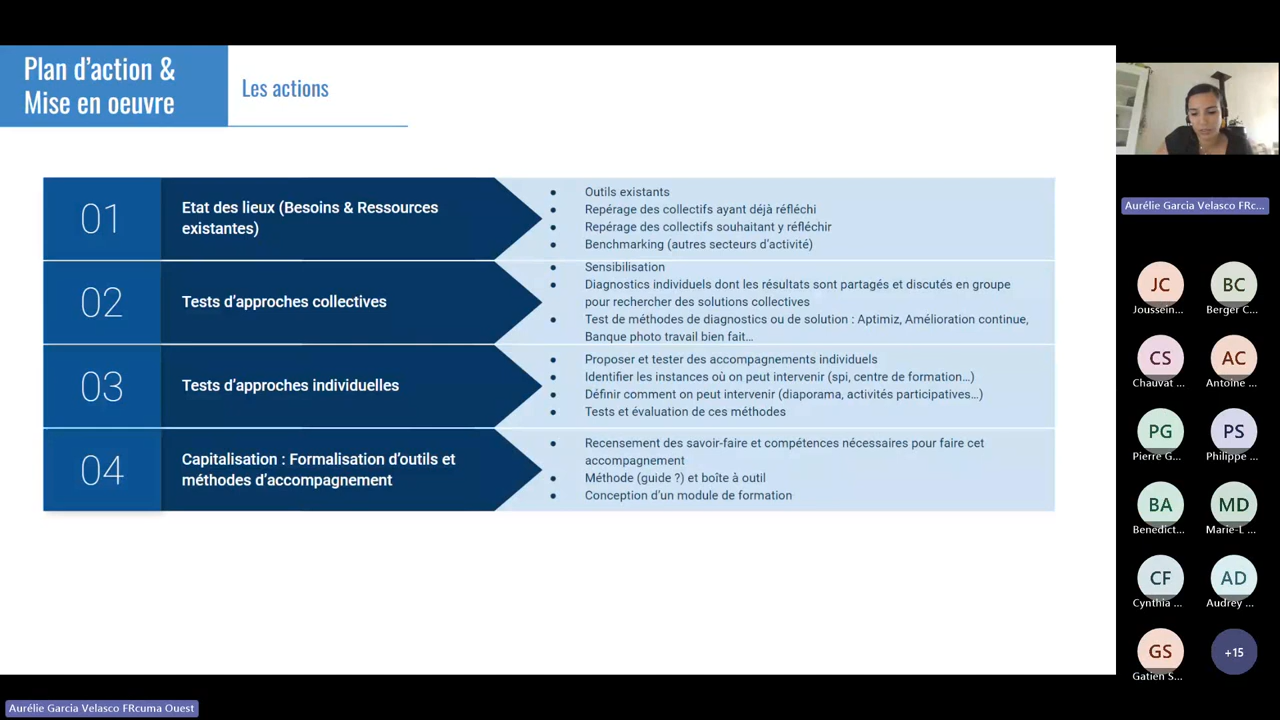 Plan d'action &
Mise en oeuvre
Les actions
01
Etat des lieux (Besoins & Ressources
existantes)
● Outils existants
● Repérage des collectifs ayant déjà réfléchi
● Repérage des collectifs souhaitant y réfléchir
● Benchmarking (autres secteurs d'activité)
02
Tests d'approches collectives
● Sensibilisation
● Diagnostics individuels dont les résultats sont partagés et discutés en groupe
pour rechercher des solutions collectives
● Test de méthodes de diagnostics ou de solution : Aptimiz, Amélioration continue,
Banque photo travail bien fait…
03
Tests d'approches individuelles
● Proposer et tester des accompagnements individuels
● Identifier les instances où on peut intervenir (spi, centre de formation…)
● Définir comment on peut intervenir (diaporama, activités participatives…)
● Tests et évaluation de ces méthodes
04
Capitalisation : Formalisation d'outils et
méthodes d'accompagnement
● Recensement des savoir-faire et compétences nécessaires pour faire cet
accompagnement
● Méthode (guide ?) et boîte à outil
● Conception d'un module de formation
Aurélie Garcia Velasco FRc...
JC
BC
Joussein...
Berger C...
CS
AC
Chauvat ...
Antoine ...
PG
PS
Pierre G...
Philippe ...
BA
MD
Benedict...
Marie-L ...
CF
AD
Cynthia ...
Audrey ...
GS
+15
Gatien S...
Aurélie Garcia Velasco FRcuma Ouest